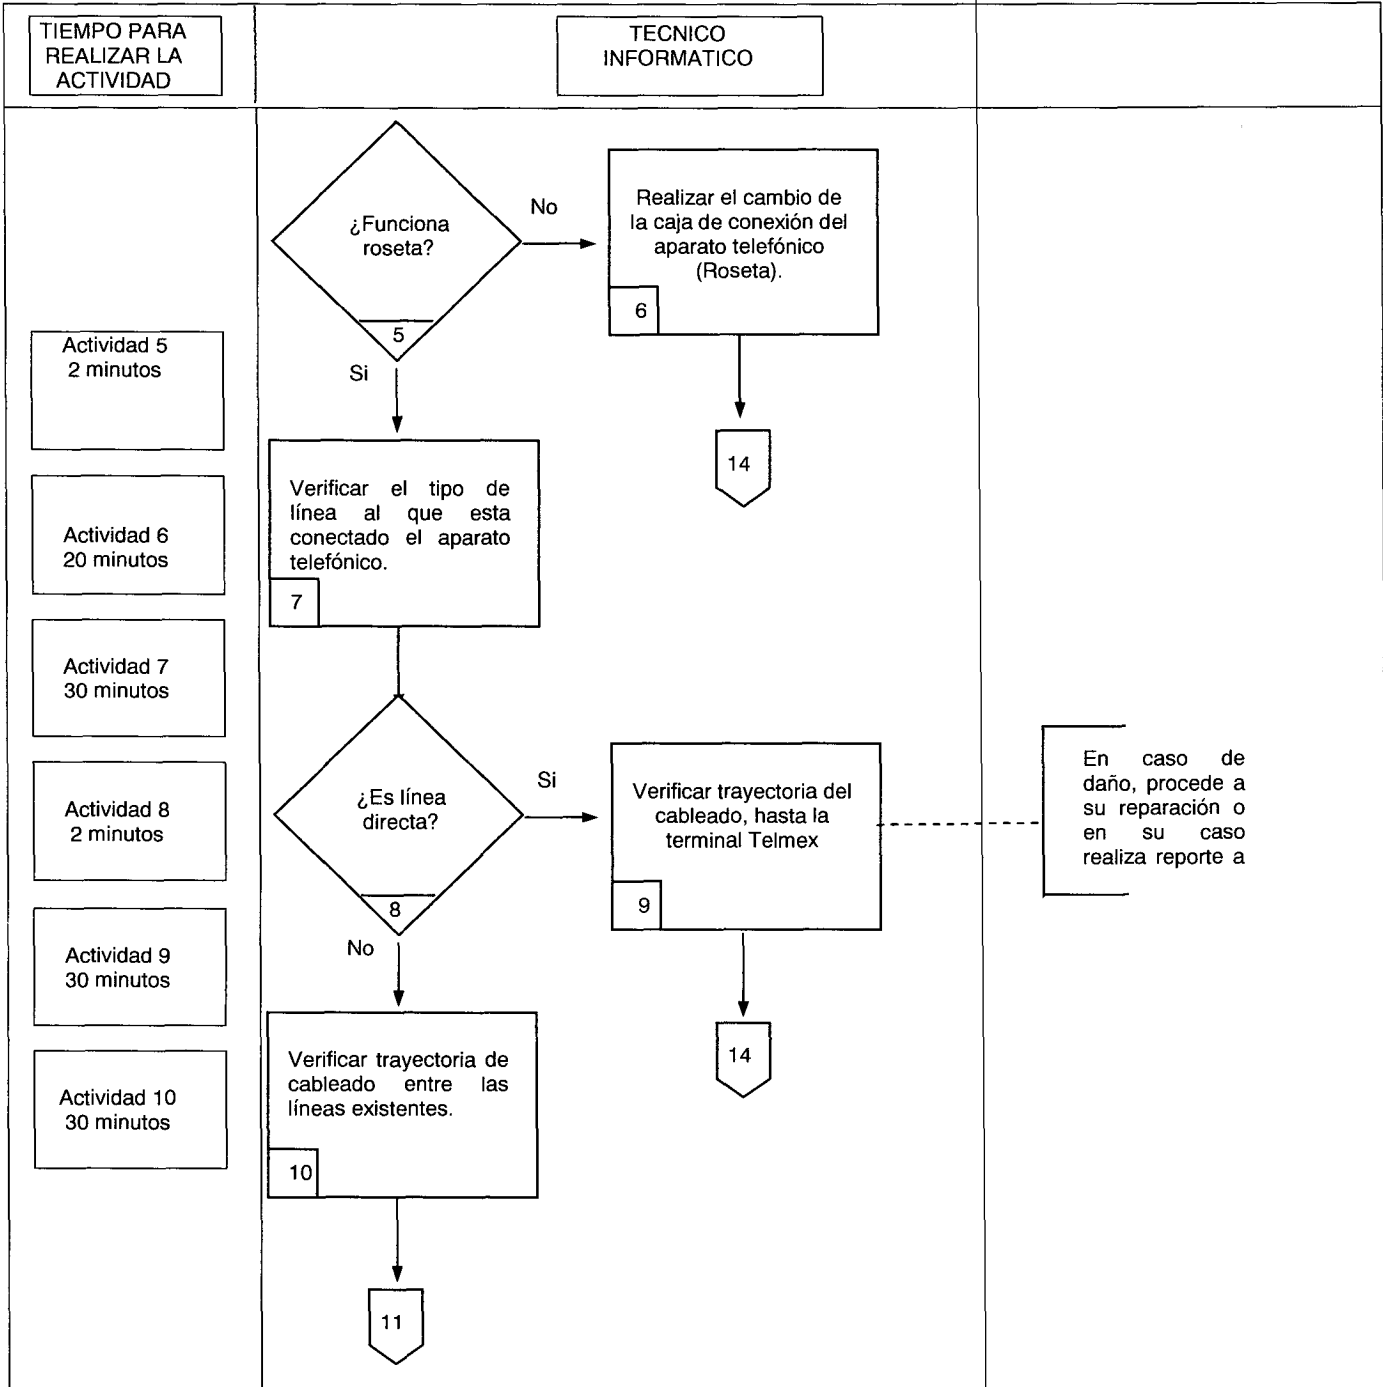 TIEMPO PARA
REALIZAR LA
ACTIVIDAD
TECNICO
INFORMATICO
¿Funciona
roseta?
5
No
Si
Realizar el cambio de
la caja de conexión del
aparato telefónico
(Roseta).
6
14
Actividad 5
2 minutos
Verificar el tipo de
línea al que esta
conectado el aparato
telefónico.
7
Actividad 6
20 minutos
Actividad 7
30 minutos
¿Es línea
directa?
8
Si
No
Verificar trayectoria del
cableado, hasta la
terminal Telmex
9
En caso de
daño, procede a
su reparación o
en su caso
realiza reporte a
14
Actividad 8
2 minutos
Actividad 9
30 minutos
Verificar trayectoria de
cableado entre las
líneas existentes.
10
Actividad 10
30 minutos
11